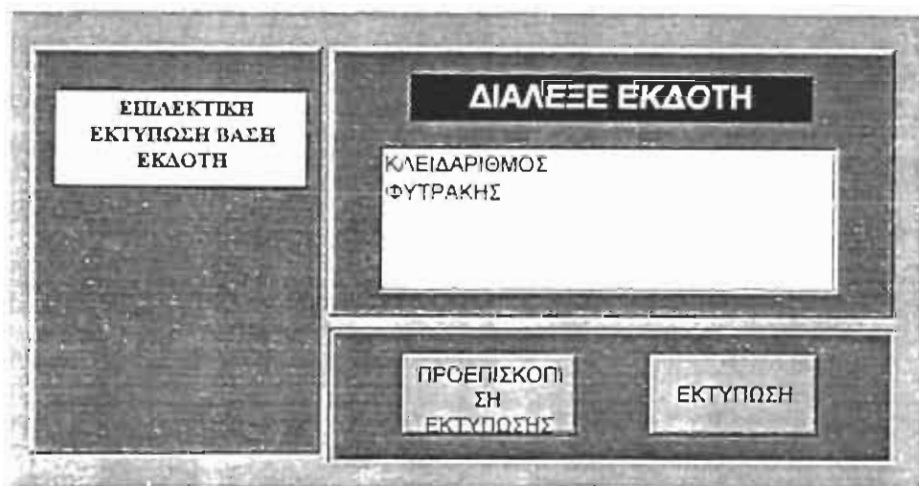 ΕΠΙΛΕΚΤΙΚΗ
ΕΚΤΥΠΩΣΗ ΒΑΣΗ
ΕΚΔΟΤΗ
ΔΙΑΛΕΞΕ ΕΚΔΟΤΗ
ΚΛΕΙΔΑΡΙΘΜΟΣ
ΦΥΤΡΑΚΗΣ
ΠΡΟΕΠΙΣΚΟΠΙ
ΣΗ
ΕΚΤΥΠΩΣΗΣ
ΕΚΤΥΠΩΣΗ